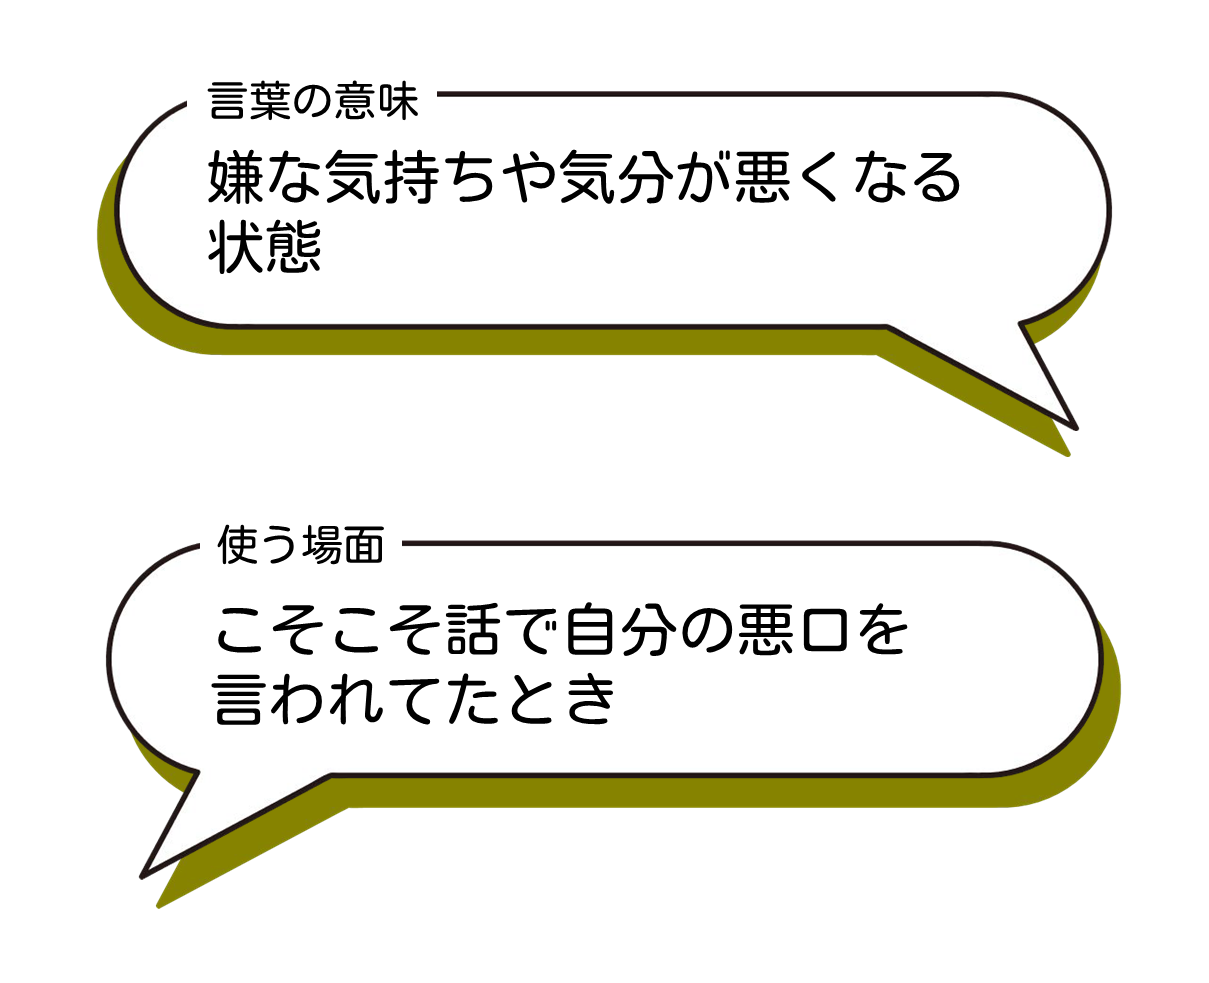 言葉の意味
嫌な気持ちや気分が悪くなる
状態
使う場面
こそこそ話で自分の悪口を
言われてたとき